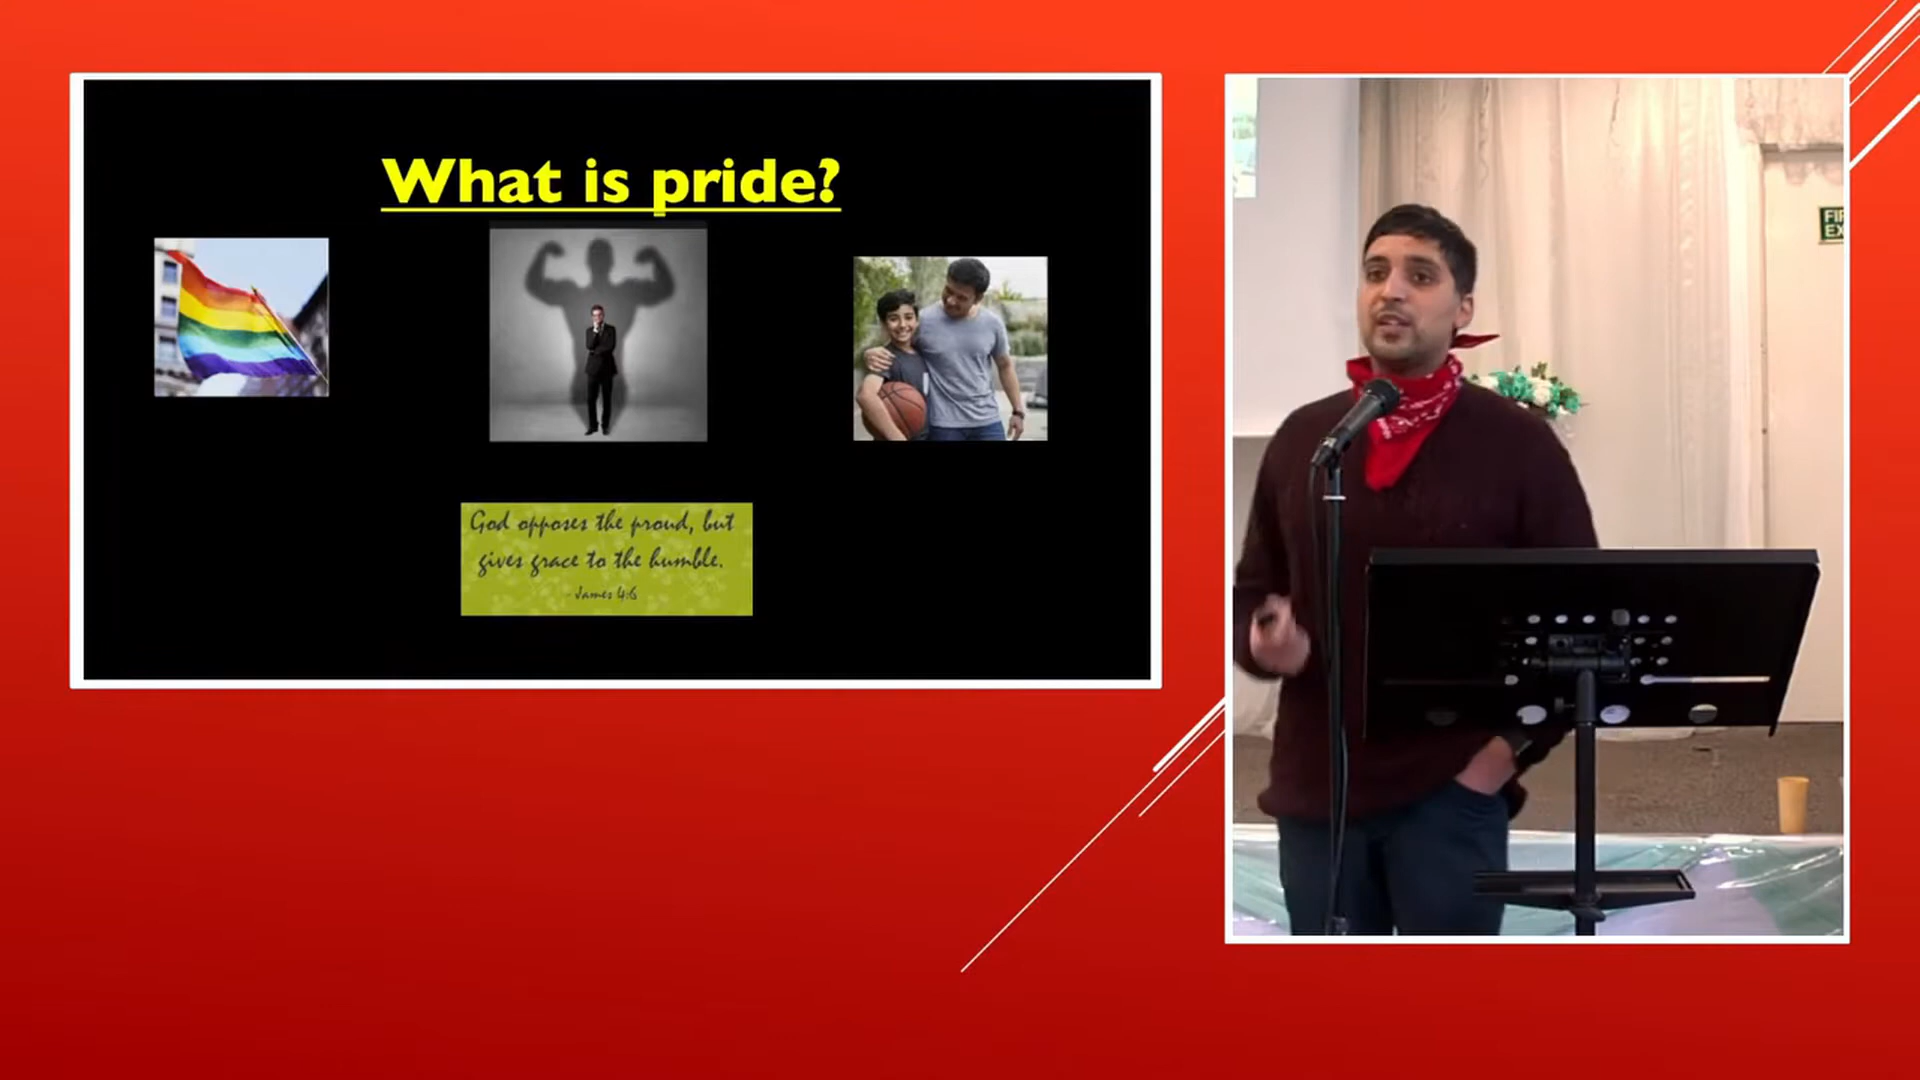 What is pride?
God opposes the proud, but
gives grace to the humble.
- James 4:6